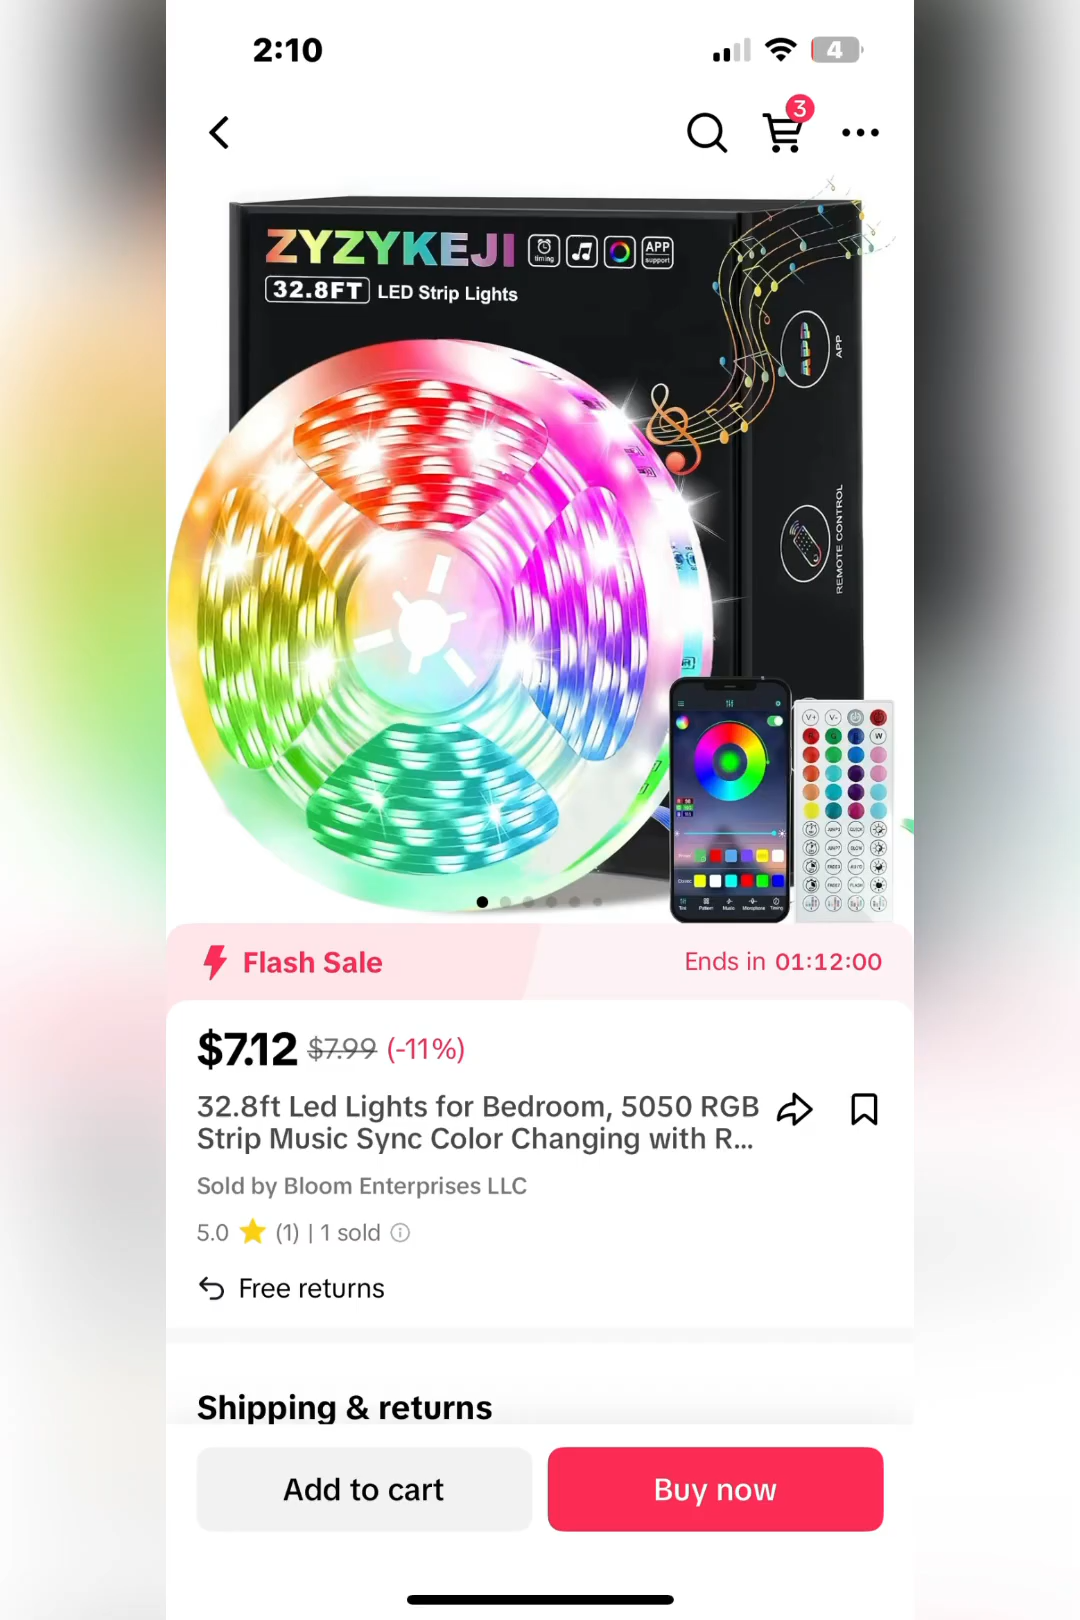 2:10
4
3
ZYZYKEJI
timing
APP
support
32.8FT LED Strip Lights
APP
APP
REMOTE CONTROL
V+ V-
W
Flash Sale
Ends in 01:12:00
$7.12 $7.99 (-11%)
32.8ft Led Lights for Bedroom, 5050 RGB
Strip Music Sync Color Changing with R...
Sold by Bloom Enterprises LLC
5.0 (1) | 1 sold
Free returns
Shipping & returns
Add to cart
Buy now